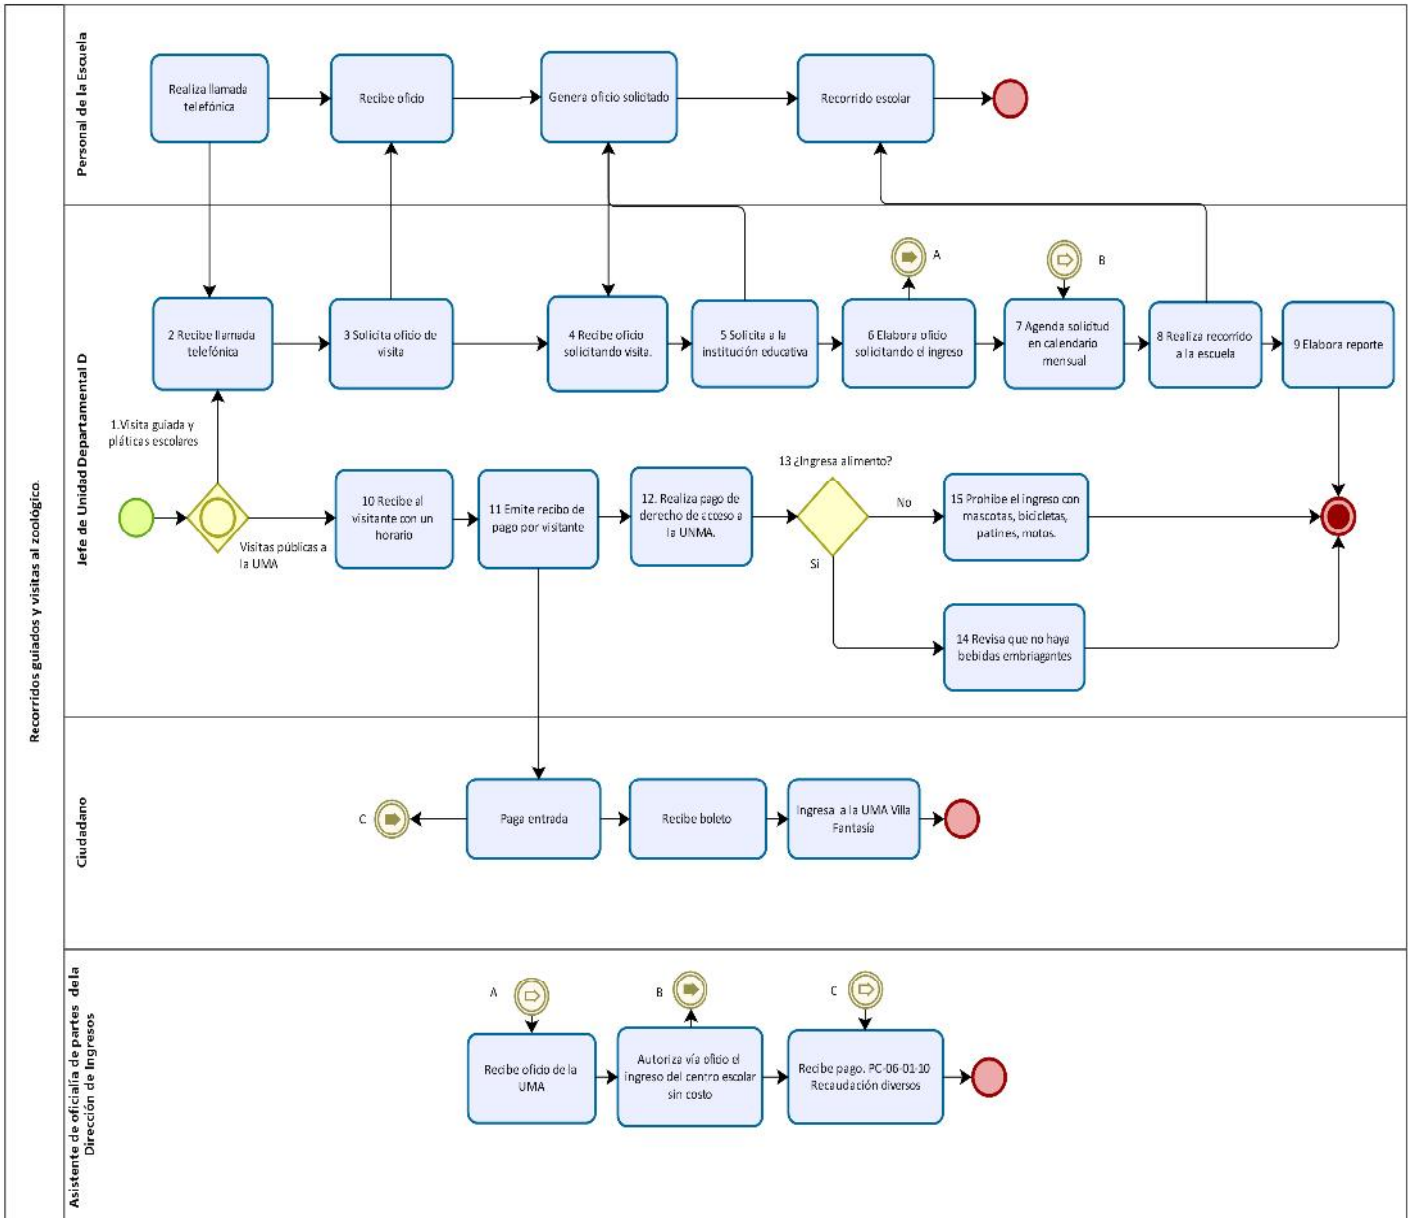 Recorridos guiados y visitas al zoológico.
Personal de la Escuela
Realiza llamada
telefónica
Recibe oficio
Genera oficio solicitado
Recorrido escolar
Jefe de Unidad Departamental D
A
B
2 Recibe llamada
telefónica
3 Solicita oficio de
visita
4 Recibe oficio
solicitando visita.
5 Solicita a la
institución educativa
6 Elabora oficio
solicitando el ingreso
7 Agenda solicitud
en calendario
mensual
8 Realiza recorrido
a la escuela
9 Elabora reporte
1.Visita guiada y
pláticas escolares
Visitas públicas a
la UMA
10 Recibe al
visitante con un
horario
11 Emite recibo de
pago por visitante
12. Realiza pago de
derecho de acceso a
la UNMA.
13 ¿Ingresa alimento?
No
Si
15 Prohibe el ingreso con
mascotas, bicicletas,
patines, motos.
14 Revisa que no haya
bebidas embriagantes
Ciudadano
C
Paga entrada
Recibe boleto
Ingresa a la UMA Villa
Fantasía
Asistente de oficialía de partes dela
Dirección de Ingresos
A
B
C
Recibe oficio de la
UMA
Autoriza vía oficio el
ingreso del centro escolar
sin costo
Recibe pago. PC-06-01-10
Recaudación diversos